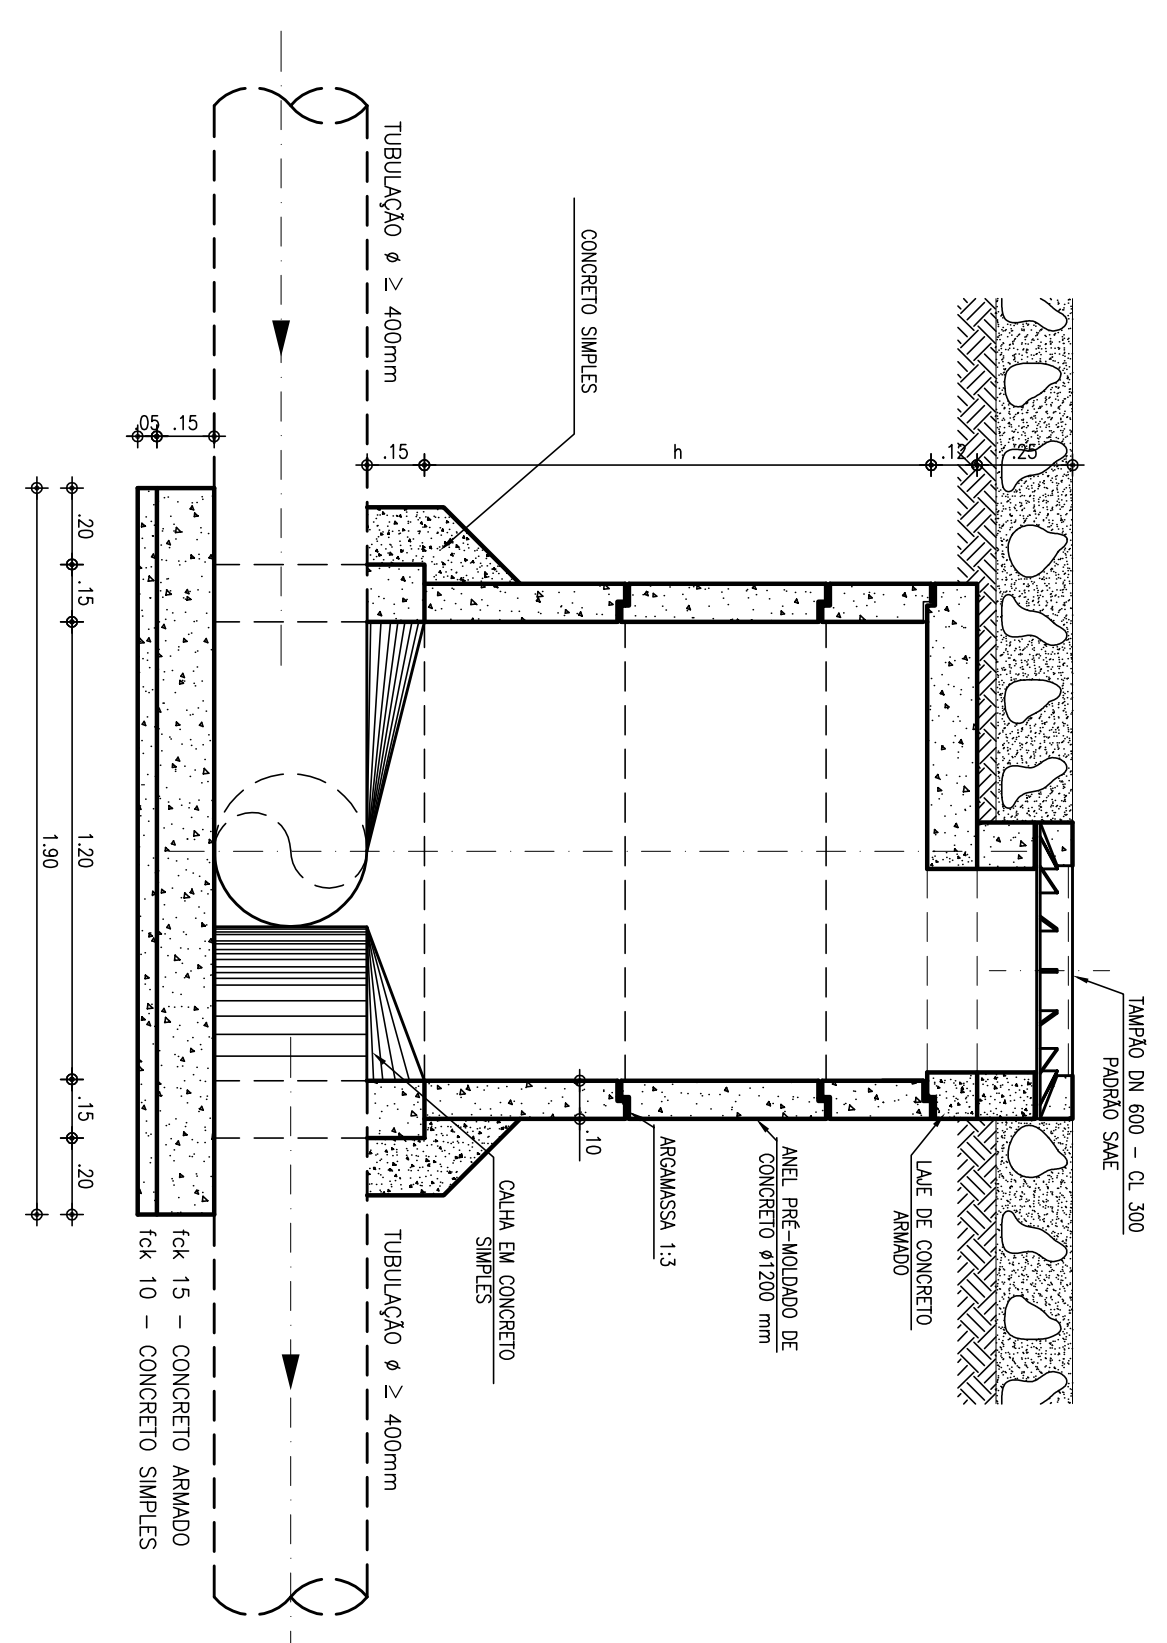 TAMPÃO DN 600 - CL 300
PADRÃO SAAE
.25
.12
h
.15
LAJE DE CONCRETO
ARMADO
ANEL PRÉ-MOLDADO DE
CONCRETO ø1200 mm
ARGAMASSA 1:3
.10
CONCRETO SIMPLES
CALHA EM CONCRETO
SIMPLES
TUBULAÇÃO ø ≥ 400mm
TUBULAÇÃO ø ≥ 400mm
.15
.05
fck 15 - CONCRETO ARMADO
fck 10 - CONCRETO SIMPLES
.20
.15
1.20
.15
.20
1.90